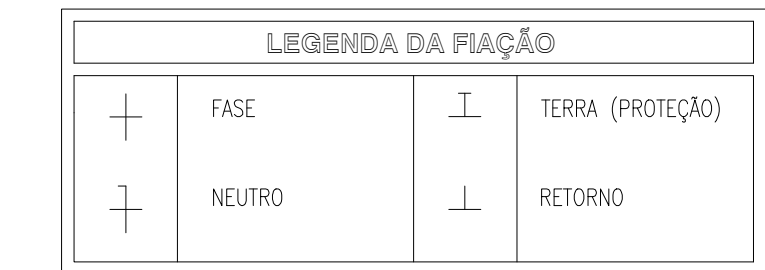 LEGENDA DA FIAÇÃO
FASE
TERRA (PROTEÇÃO)
NEUTRO
RETORNO